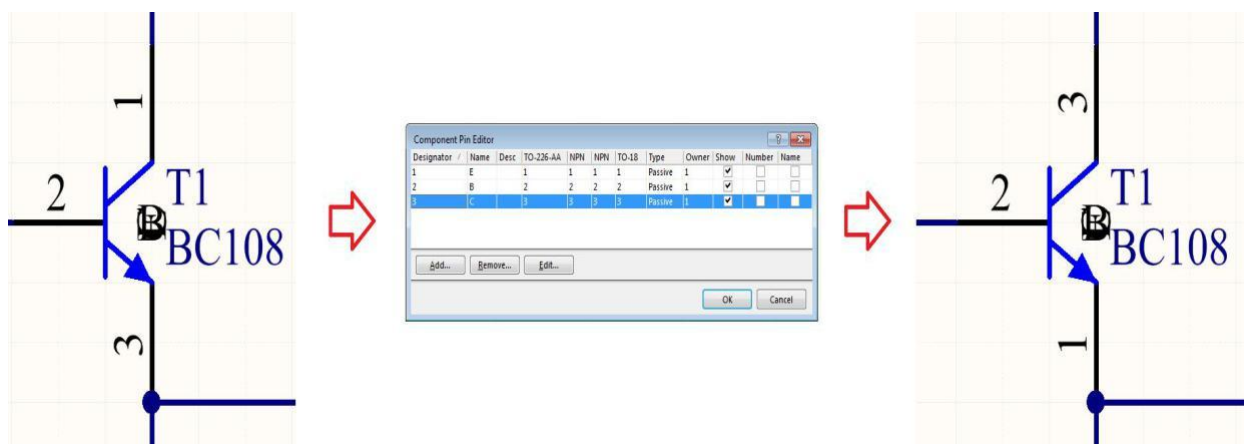 1
2
T1
BC108
3
Component Pin Editor
Designator / Name Desc TO-226-AA NPN NPN TO-18 Type Owner Show Number Name
1 E 1 1 1 1 Passive 1
2 B 2 2 2 2 Passive 1
3 C 3 3 3 3 Passive 1
Add... Remove... Edit...
OK Cancel
3
2
T1
BC108
1